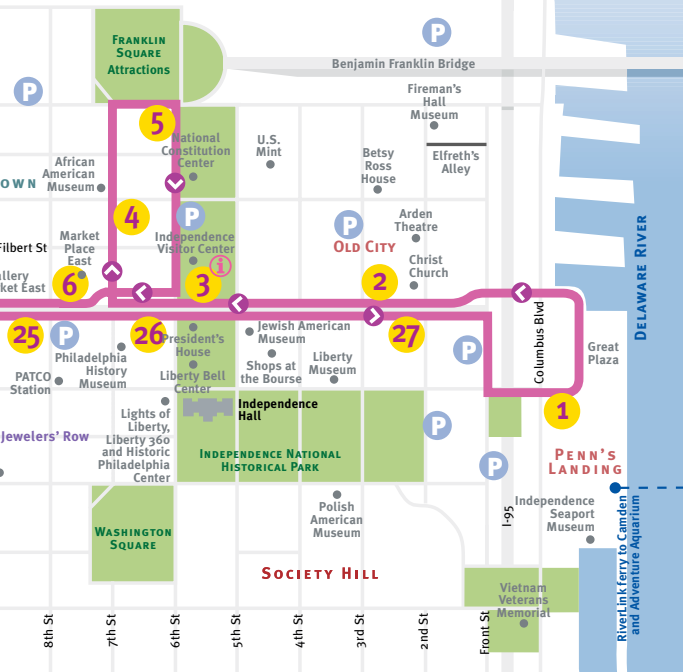 FRANKLIN
SQUARE
Attractions
P
Benjamin Franklin Bridge
P
Fireman's
Hall
Museum
5
National
Constitution
Center
U.S.
Mint
Betsy
Ross
House
Elfreth's
Alley
African
American
Museum
OWN
4
P
P
Arden
Theatre
OLD CITY
Filbert St
Market
Place
East
Independence
Visitor Center
i
Christ
Church
DELAWARE RIVER
allery
rket East
6
3
2
Columbus Blvd
25
P
26
President's
House
Jewish American
Museum
27
P
Great
Plaza
Philadelphia
History
Museum
PATCO
Station
Liberty Bell
Center
Shops at
the Bourse
Liberty
Museum
1
Lights of
Liberty,
Liberty 360
and Historic
Philadelphia
Center
Independence
Hall
P
Jewelers' Row
INDEPENDENCE NATIONAL
HISTORICAL PARK
P
PENN'S
LANDING
Polish
American
Museum
I-95
Independence
Seaport
Museum
RiverLink ferry to Camden
and Adventure Aquarium
WASHINGTON
SQUARE
SOCIETY HILL
Vietnam
Veterans
Memorial
8th St
7th St
6th St
5th St
4th St
3rd St
2nd St
Front St